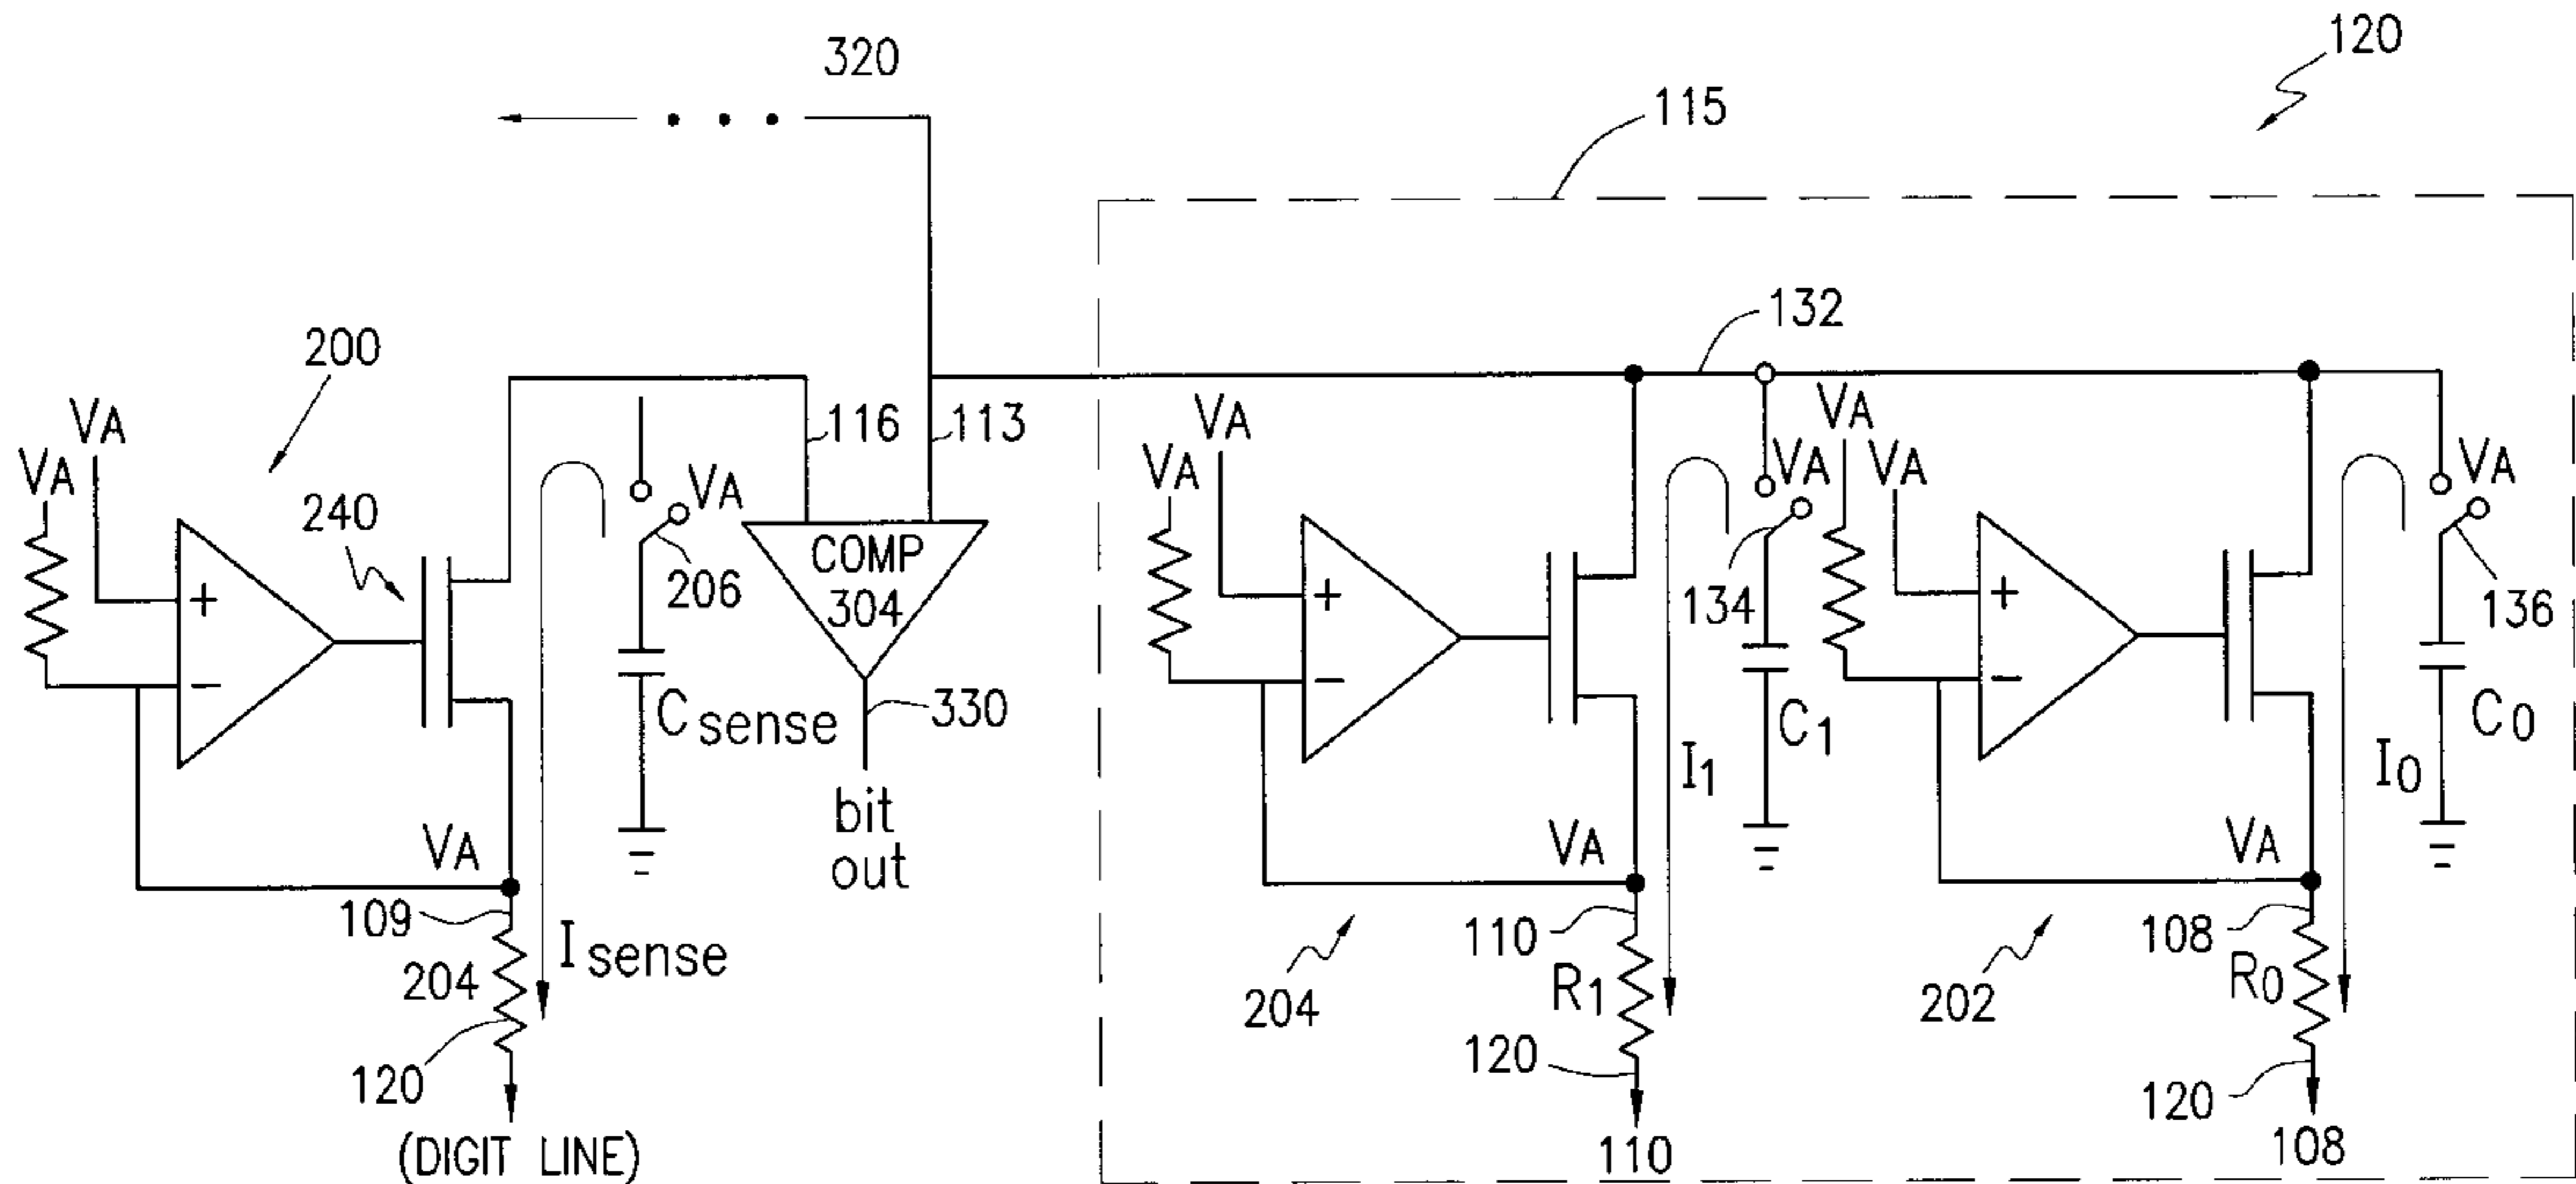 320
120
115
132
200
VA
VA
240
116
113
VA
206
COMP
304
Csense
330
bit
out
VA
109
204
Isense
120
(DIGIT LINE)
VA
VA
+
−
+
−
VA
134
C1
I1
VA
110
R1
204
120
110
VA
VA
+
−
VA
136
C0
I0
VA
108
R0
202
120
108